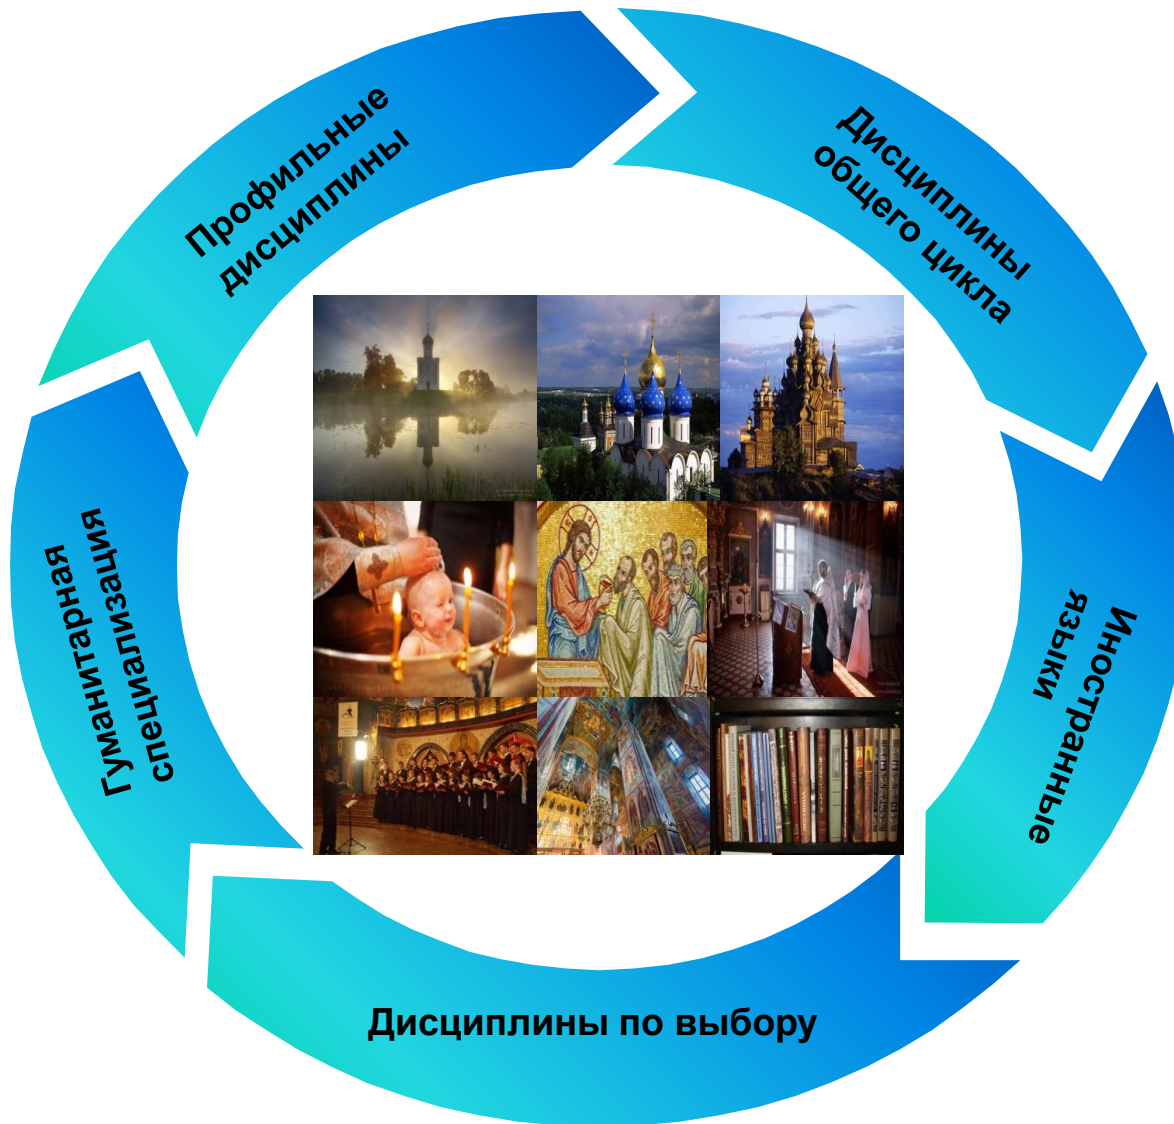 Профильные
дисциплины
Дисциплины
общего цикла
Иностранные
языки
Дисциплины по выбору
Гуманитарная
специализация